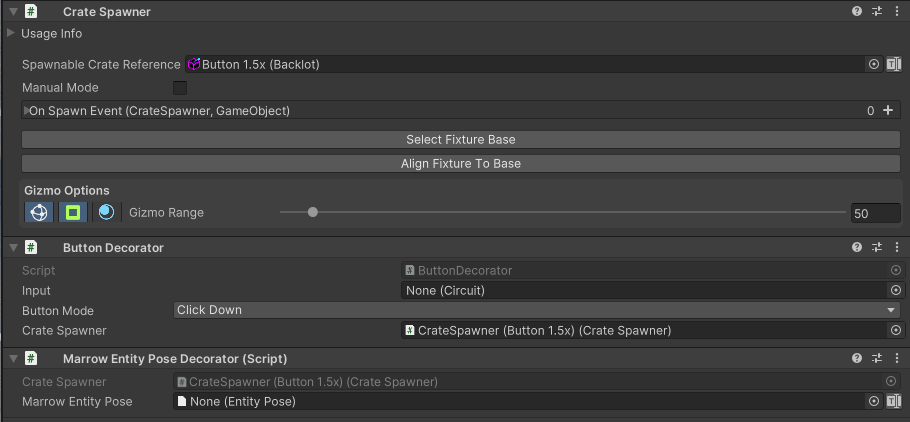 Crate Spawner
Usage Info
Spawnable Crate Reference Button 1.5x (Backlot)
Manual Mode
On Spawn Event (CrateSpawner, GameObject) 0
Select Fixture Base
Align Fixture To Base
Gizmo Options
Gizmo Range 50
Button Decorator
Script ButtonDecorator
Input None (Circuit)
Button Mode Click Down
Crate Spawner CrateSpawner (Button 1.5x) (Crate Spawner)
Marrow Entity Pose Decorator (Script)
Crate Spawner CrateSpawner (Button 1.5x) (Crate Spawner)
Marrow Entity Pose None (Entity Pose)